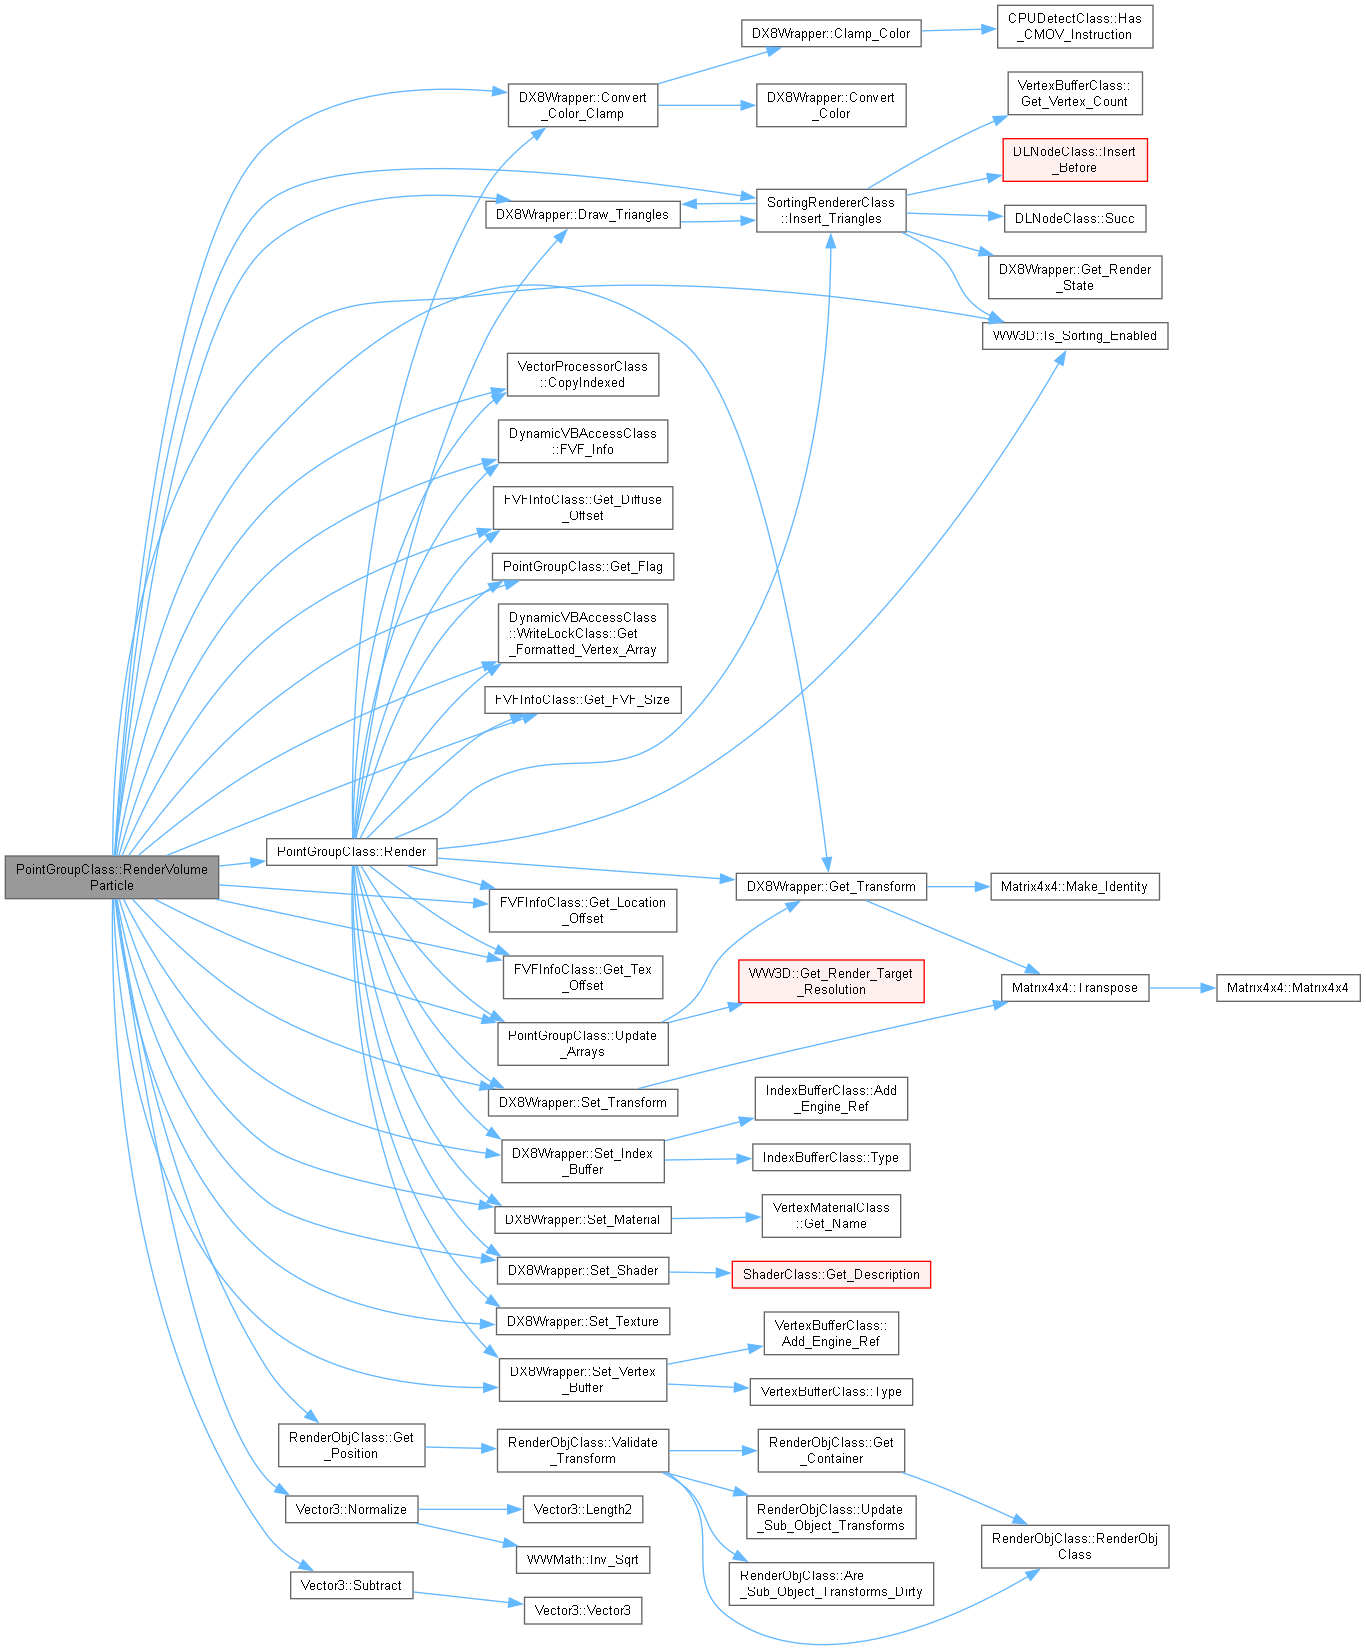 CPUDetectClass::Has
_CMOV_Instruction
DX8Wrapper::Clamp_Color
DX8Wrapper::Convert
_Color_Clamp
DX8Wrapper::Convert
_Color
VertexBufferClass::
Get_Vertex_Count
DLNodeClass::Insert
_Before
SortingRendererClass
::Insert_Triangles
DX8Wrapper::Draw_Triangles
DLNodeClass::Succ
DX8Wrapper::Get_Render
_State
WW3D::Is_Sorting_Enabled
VectorProcessorClass
::CopyIndexed
DynamicVBAccessClass
::FVF_Info
FVFInfoClass::Get_Diffuse
_Offset
PointGroupClass::Get_Flag
DynamicVBAccessClass
::WriteLockClass::Get
_Formatted_Vertex_Array
FVFInfoClass::Get_FVF_Size
PointGroupClass::RenderVolume
Particle
PointGroupClass::Render
DX8Wrapper::Get_Transform
Matrix4x4::Make_Identity
FVFInfoClass::Get_Location
_Offset
FVFInfoClass::Get_Tex
_Offset
WW3D::Get_Render_Target
_Resolution
Matrix4x4::Transpose
Matrix4x4::Matrix4x4
PointGroupClass::Update
_Arrays
DX8Wrapper::Set_Transform
IndexBufferClass::Add
_Engine_Ref
DX8Wrapper::Set_Index
_Buffer
IndexBufferClass::Type
DX8Wrapper::Set_Material
VertexMaterialClass
::Get_Name
DX8Wrapper::Set_Shader
ShaderClass::Get_Description
DX8Wrapper::Set_Texture
VertexBufferClass::
Add_Engine_Ref
DX8Wrapper::Set_Vertex
_Buffer
VertexBufferClass::Type
RenderObjClass::Get
_Position
RenderObjClass::Validate
_Transform
RenderObjClass::Get
_Container
Vector3::Normalize
Vector3::Length2
RenderObjClass::Update
_Sub_Object_Transforms
RenderObjClass::RenderObj
Class
WWMath::Inv_Sqrt
Vector3::Subtract
RenderObjClass::Are
_Sub_Object_Transforms_Dirty
Vector3::Vector3